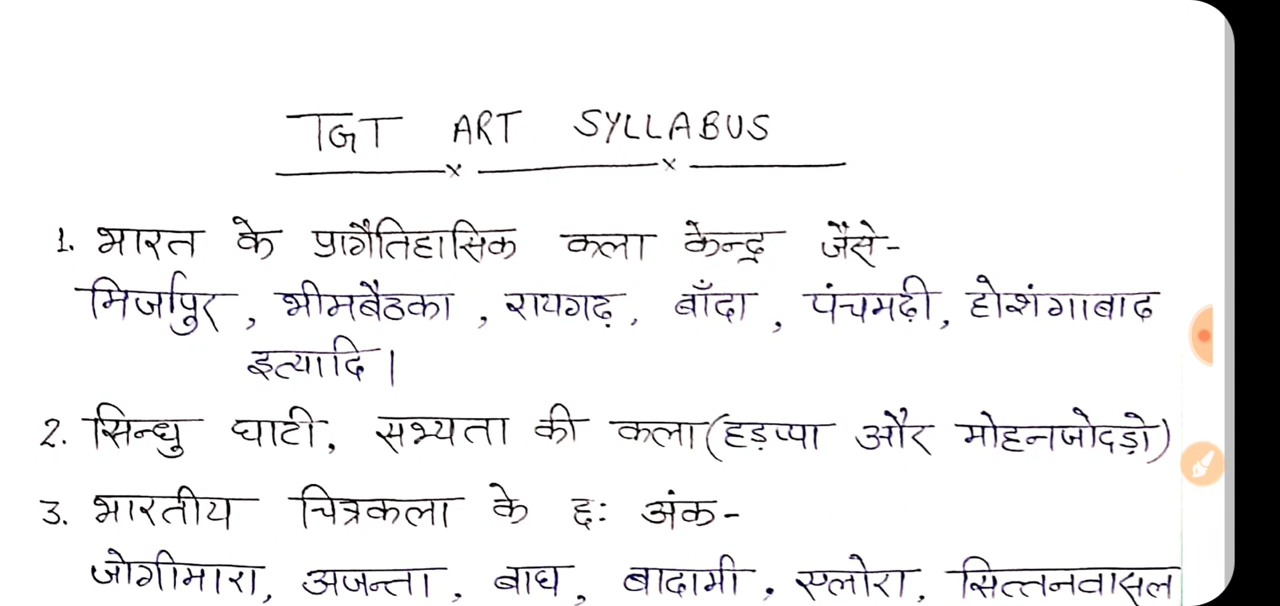 TGT ART SYLLABUS
1. भारत के प्रागैतिहासिक कला केन्द्र जैसे-
मिर्जापुर, भीमबैठका, रायगढ़, बाँदा, पंचमढ़ी, होशंगाबाद
इत्यादि।
2. सिन्धु घाटी, सभ्यता की कला (हड़प्पा और मोहनजोदड़ो)
3. भारतीय चित्रकला के छः अंक-
जोगीमारा, अजन्ता, बाघ, बादामी, एलोरा, सित्तनवासल